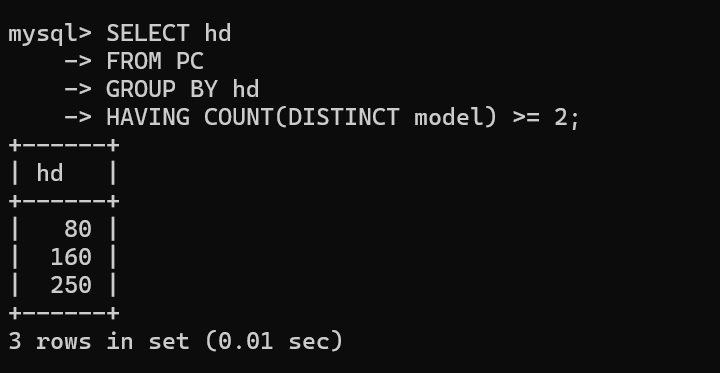 mysql> SELECT hd
    -> FROM PC
    -> GROUP BY hd
    -> HAVING COUNT(DISTINCT model) >= 2;
+------+
| hd   |
+------+
|   80 |
|  160 |
|  250 |
+------+
3 rows in set (0.01 sec)